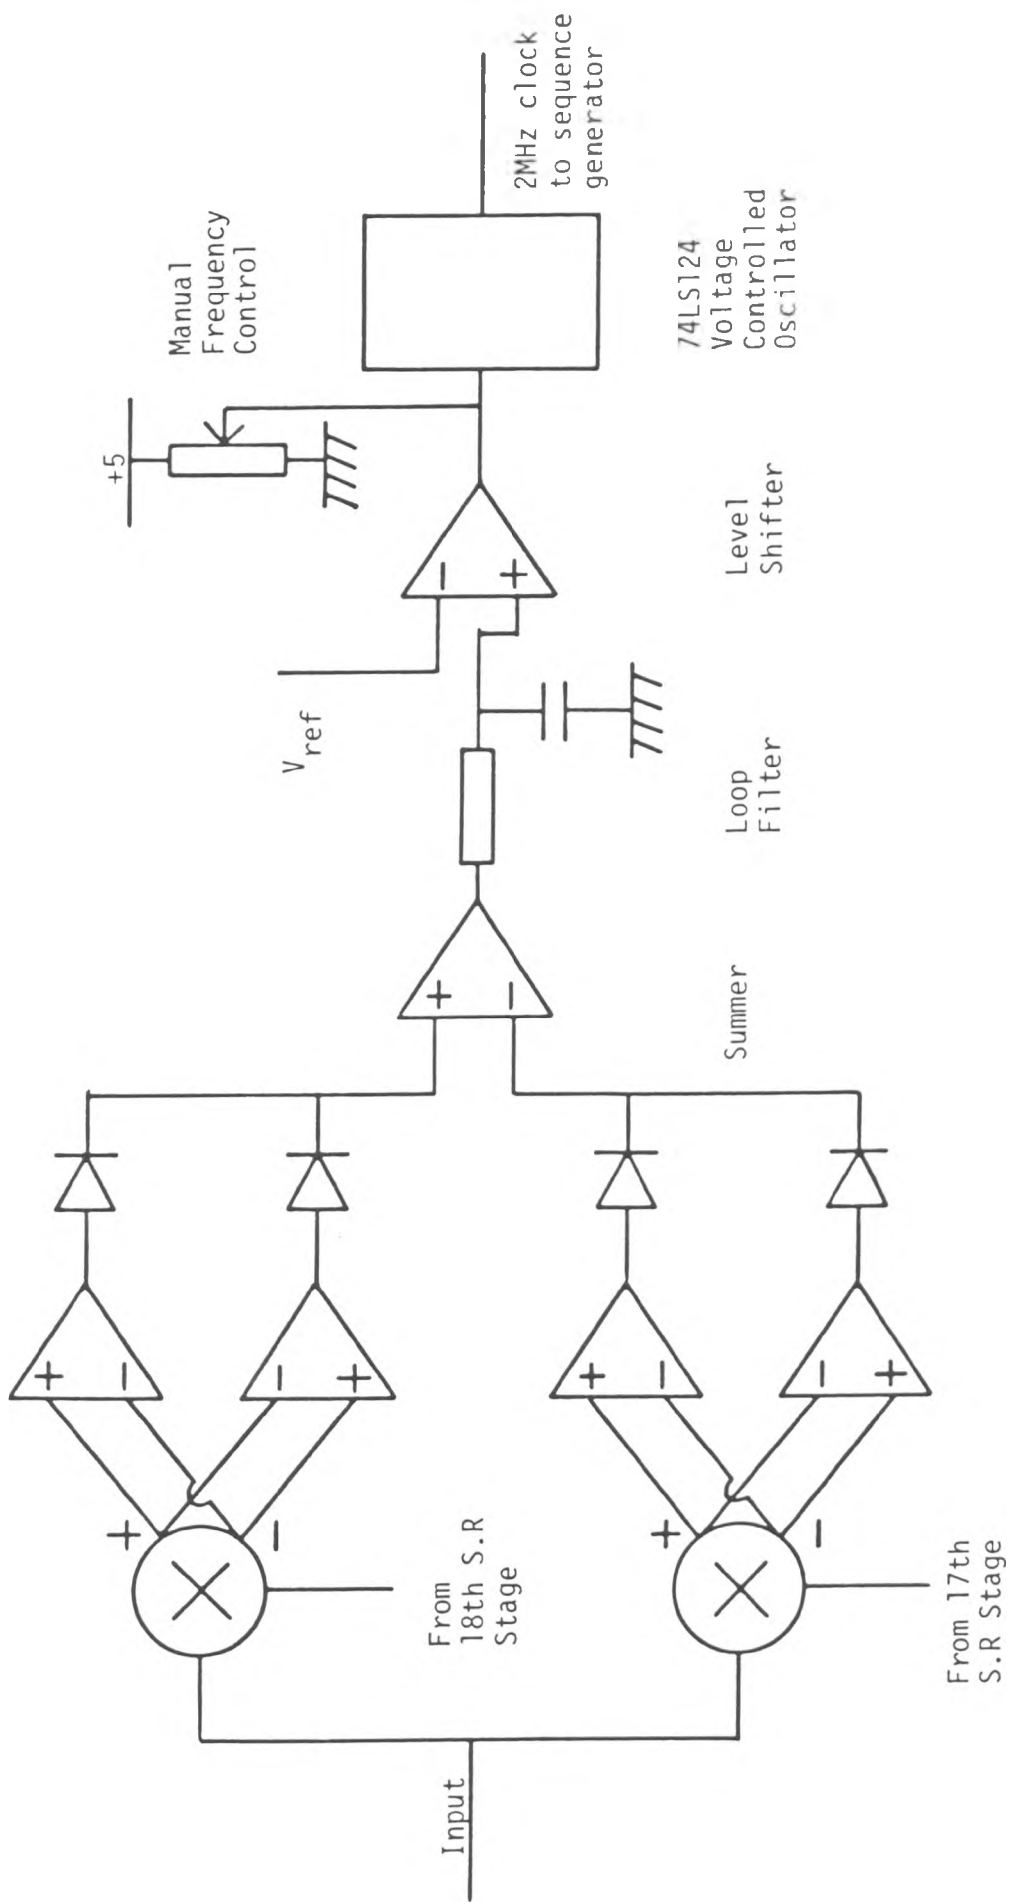 Input
+
−
From
18th S.R
Stage
+
−
From 17th
S.R Stage
+
−
−
+
+
−
−
+
+
−
Summer
Loop
Filter
Vref
−
+
Level
Shifter
+5
Manual
Frequency
Control
74LS124
Voltage
Controlled
Oscillator
2MHz clock
to sequence
generator